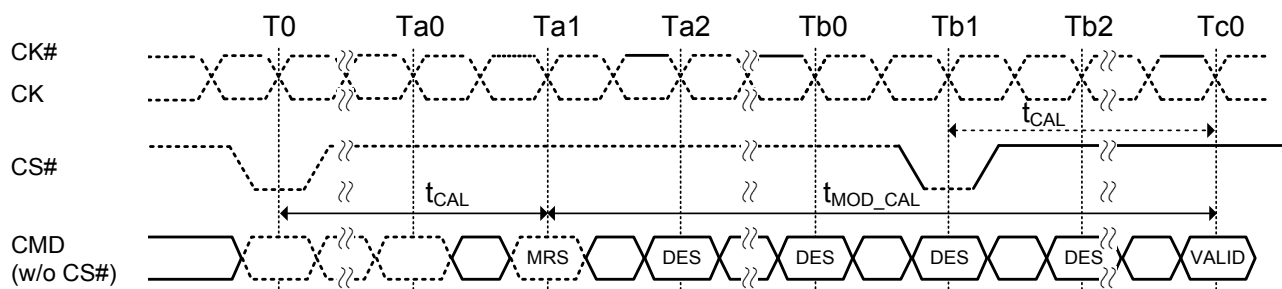 T0 Ta0 Ta1 Ta2 Tb0 Tb1 Tb2 Tc0
CK#
CK
tCAL
CS#
tCAL tMOD_CAL
CMD MRS DES DES DES DES VALID
(w/o CS#)